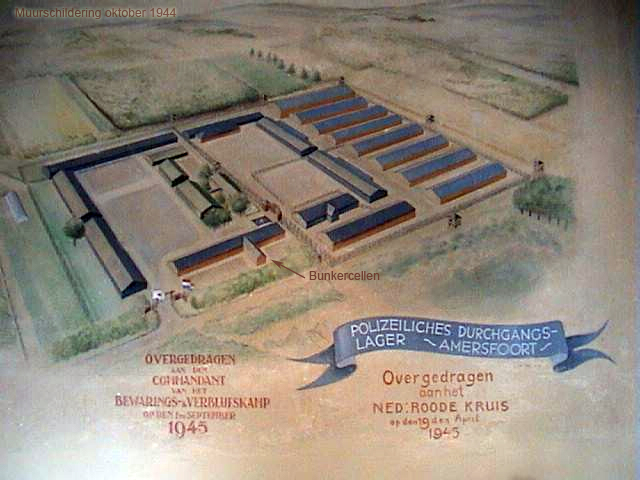 Muurschildering oktober 1944
Bunkercellen
POLIZEILICHES DURCHGANGS-
LAGER ~AMERSFOORT~
OVERGEDRAGEN
AAN DEN
COMMANDANT
VAN HET
BEWARINGS-&VERBLIJFSKAMP
OP DEN 1en SEPTEMBER
1945
Overgedragen
aan het
NED: ROODE KRUIS
op den 19 den April
1945